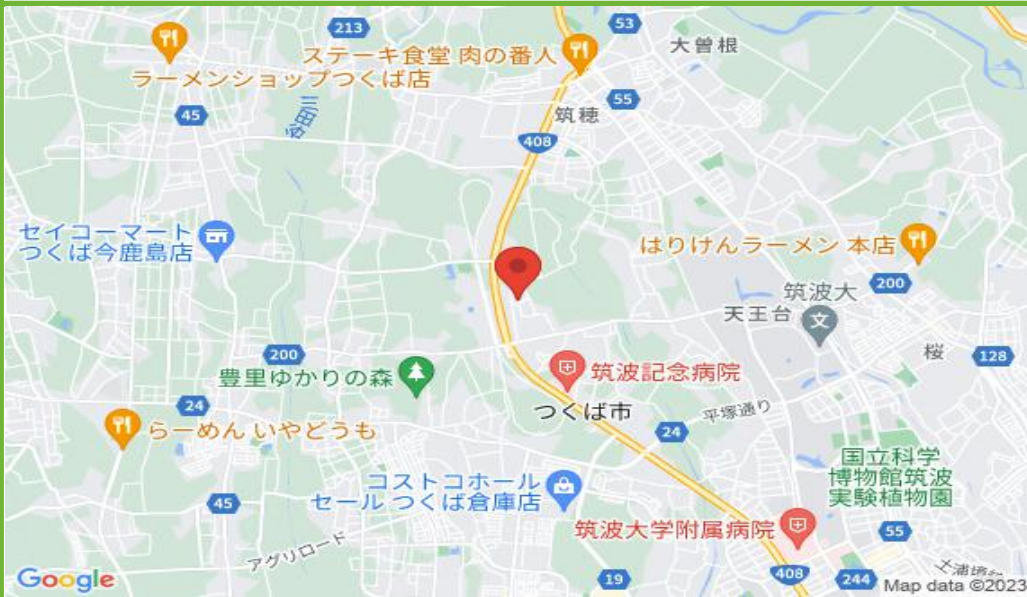 213
53
大曽根
ステーキ食堂 肉の番人
ラーメンショップつくば店
55
45
筑穂
408
セイコーマート
つくば今鹿島店
はりけんラーメン 本店
筑波大
200
天王台
桜
128
200
豊里ゆかりの森
筑波記念病院
24
つくば市
平塚通り
らーめん いやどうも
24
国立科学
博物館筑波
実験植物園
コストコホール
セール つくば倉庫店
45
筑波大学附属病院
55
アグリロード
Google
19
408
244
Map data ©2023